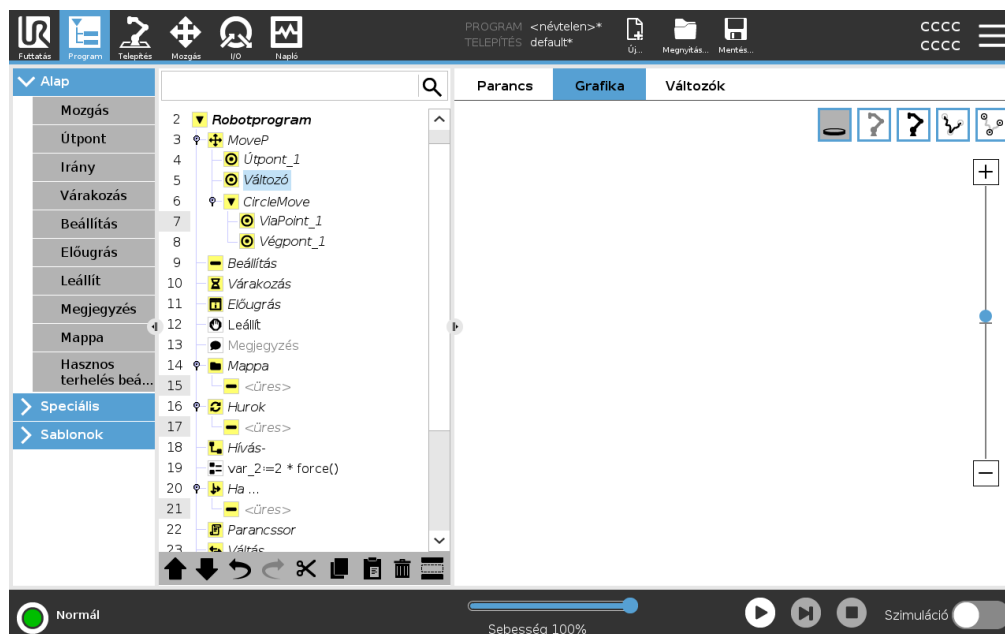 PROGRAM <névtelen>*
TELEPÍTÉS default*
CCCC
CCCC
Futtatás
Program
Telepítés
Mozgás
I/O
Napló
Új...
Megnyitás...
Mentés...
Alap
Mozgás
Útpont
Irány
Várakozás
Beállítás
Előugrás
Leállít
Megjegyzés
Mappa
Hasznos
terhelés beá...
Speciális
Sablonok
2 Robotprogram
3 MoveP
4 Útpont_1
5 Változó
6 CircleMove
7 ViaPoint_1
8 Végpont_1
9 Beállítás
10 Várakozás
11 Előugrás
12 Leállít
13 Megjegyzés
14 Mappa
15 <üres>
16 Hurok
17 <üres>
18 Hívás-
19 var_2≔2 * force()
20 Ha ...
21 <üres>
22 Parancssor
23 Váltás
Parancs
Grafika
Változók
Normál
Sebesség 100%
Szimuláció